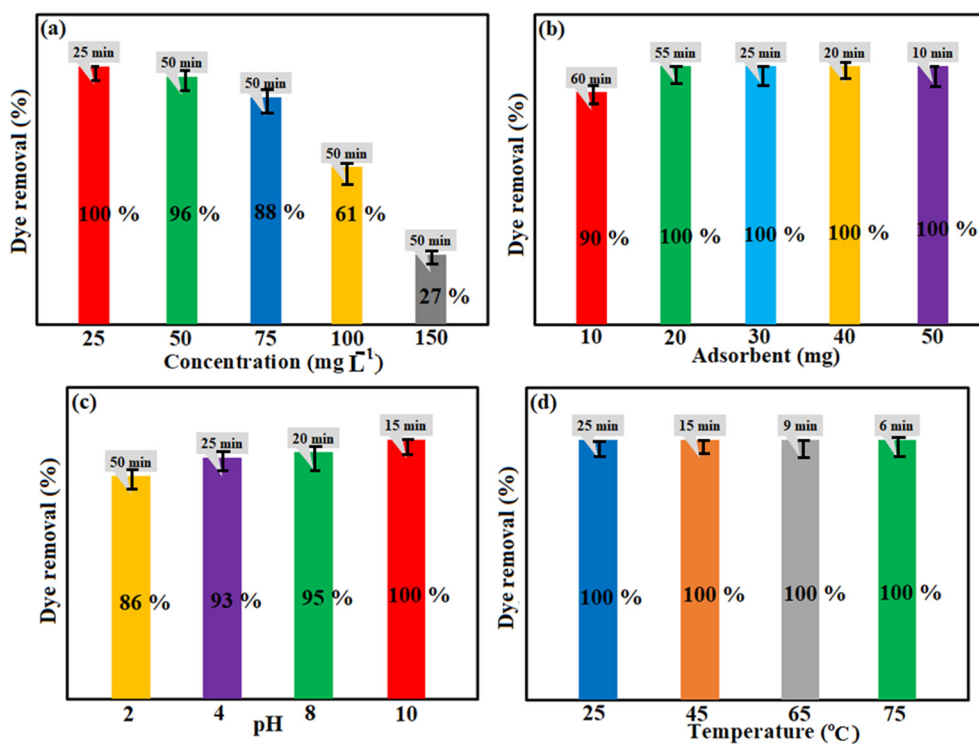 (a)
25 min
50 min
50 min
50 min
50 min
100 %
96 %
88 %
61 %
27 %
Dye removal (%)
25 50 75 100 150
Concentration (mg L⁻¹)
(b)
60 min
55 min
25 min
20 min
10 min
90 %
100 %
100 %
100 %
100 %
Dye removal (%)
10 20 30 40 50
Adsorbent (mg)
(c)
50 min
25 min
20 min
15 min
86 %
93 %
95 %
100 %
Dye removal (%)
2 4 8 10
pH
(d)
25 min
15 min
9 min
6 min
100 %
100 %
100 %
100 %
Dye removal (%)
25 45 65 75
Temperature (°C)